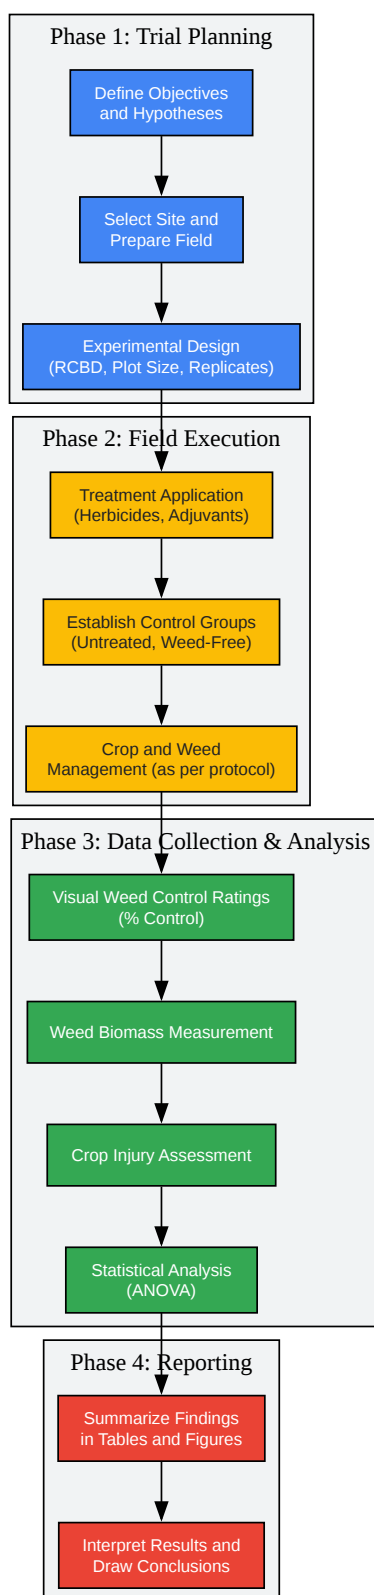 Phase 1: Trial Planning
Define Objectives
and Hypotheses
Select Site and
Prepare Field
Experimental Design
(RCBD, Plot Size, Replicates)
Phase 2: Field Execution
Treatment Application
(Herbicides, Adjuvants)
Establish Control Groups
(Untreated, Weed-Free)
Crop and Weed
Management (as per protocol)
Phase 3: Data Collection & Analysis
Visual Weed Control Ratings
(% Control)
Weed Biomass Measurement
Crop Injury Assessment
Statistical Analysis
(ANOVA)
Phase 4: Reporting
Summarize Findings
in Tables and Figures
Interpret Results and
Draw Conclusions